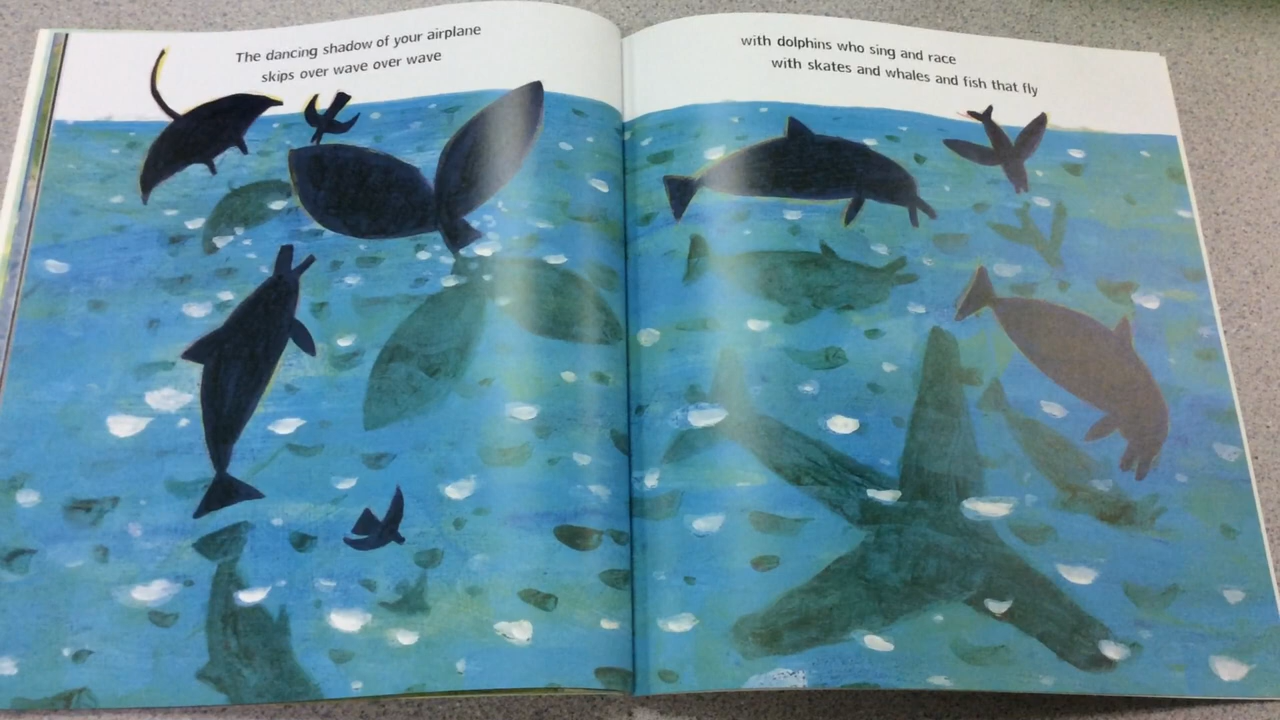 The dancing shadow of your airplane
skips over wave over wave
with dolphins who sing and race
with skates and whales and fish that fly